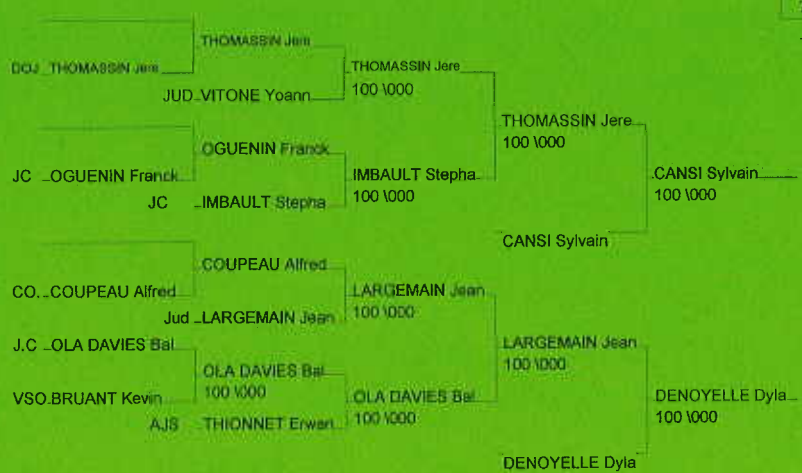 THOMASSIN Jere
DOJ THOMASSIN Jere
THOMASSIN Jere
100 \000
JUD VITONE Yoann
THOMASSIN Jere
100 \000
OGUENIN Franck
JC OGUENIN Franck
IMBAULT Stepha
100 \000
CANSI Sylvain
100 \000
JC IMBAULT Stepha
CANSI Sylvain
COUPEAU Alfred
CO. COUPEAU Alfred
LARGEMAIN Jean
100 \000
Jud LARGEMAIN Jean
J.C OLA DAVIES Bal
LARGEMAIN Jean
100 \000
OLA DAVIES Bal
100 \000
VSO. BRUANT Kevin
OLA DAVIES Bal
100 \000
DENOYELLE Dyla
100 \000
AJS THIONNET Erwan
DENOYELLE Dyla